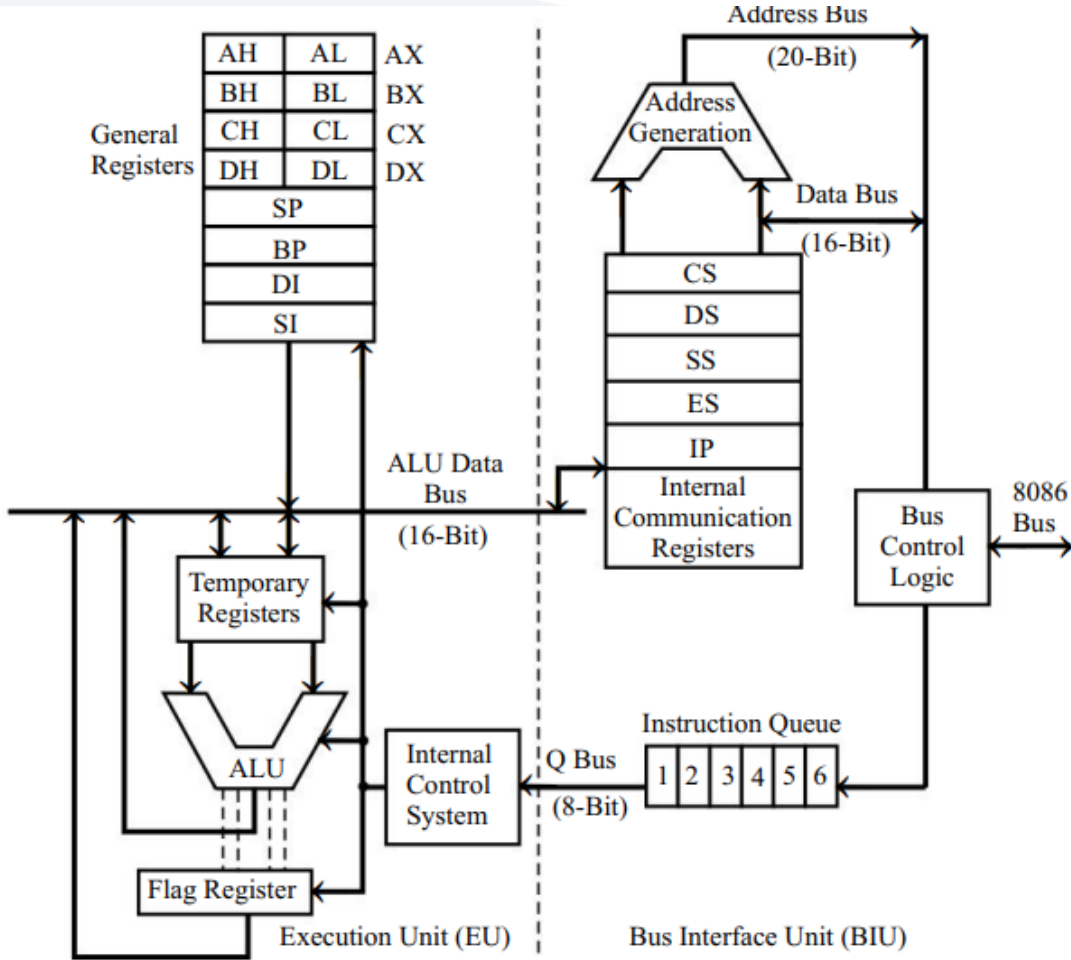 AH AL AX
BH BL BX
CH CL CX
DH DL DX
General
Registers
SP
BP
DI
SI
ALU Data
Bus
(16-Bit)
Temporary
Registers
ALU
Internal
Control
System
Flag Register
Execution Unit (EU)
Address Bus
(20-Bit)
Address
Generation
Data Bus
(16-Bit)
CS
DS
SS
ES
IP
Internal
Communication
Registers
Bus
Control
Logic
8086
Bus
Instruction Queue
1 2 3 4 5 6
Q Bus
(8-Bit)
Bus Interface Unit (BIU)